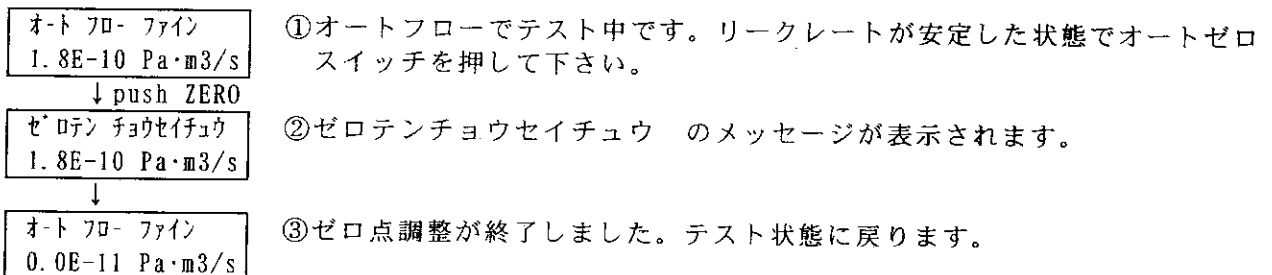 ｵｰﾄ ﾌﾛｰ ﾌｧｲﾝ
1.8E-10 Pa・m3/s
①オートフローでテスト中です。リークレートが安定した状態でオートゼロ
スイッチを押して下さい。
↓ push ZERO
ｾﾞﾛﾃﾝ ﾁｮｳｾｲﾁｭｳ
1.8E-10 Pa・m3/s
②ゼロテンチョウセイチュウ　のメッセージが表示されます。
↓
ｵｰﾄ ﾌﾛｰ ﾌｧｲﾝ
0.0E-11 Pa・m3/s
③ゼロ点調整が終了しました。テスト状態に戻ります。